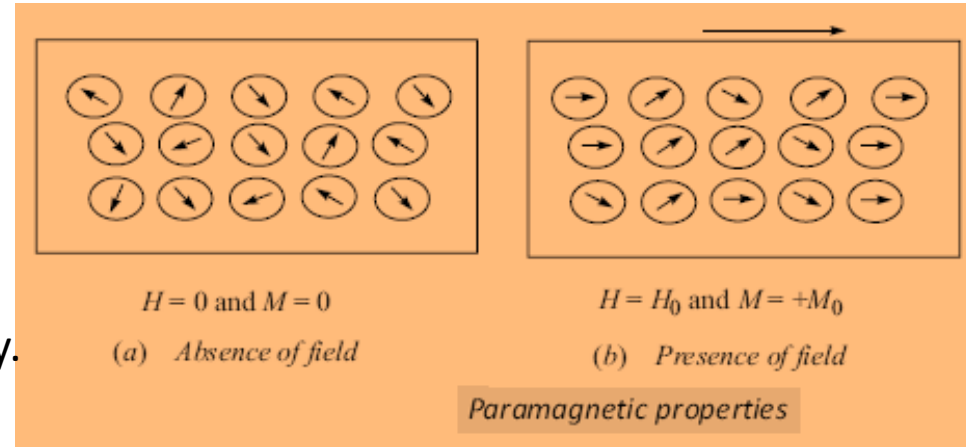 H = 0 and M = 0
(a) Absence of field
H = H₀ and M = +M₀
(b) Presence of field
y.
Paramagnetic properties